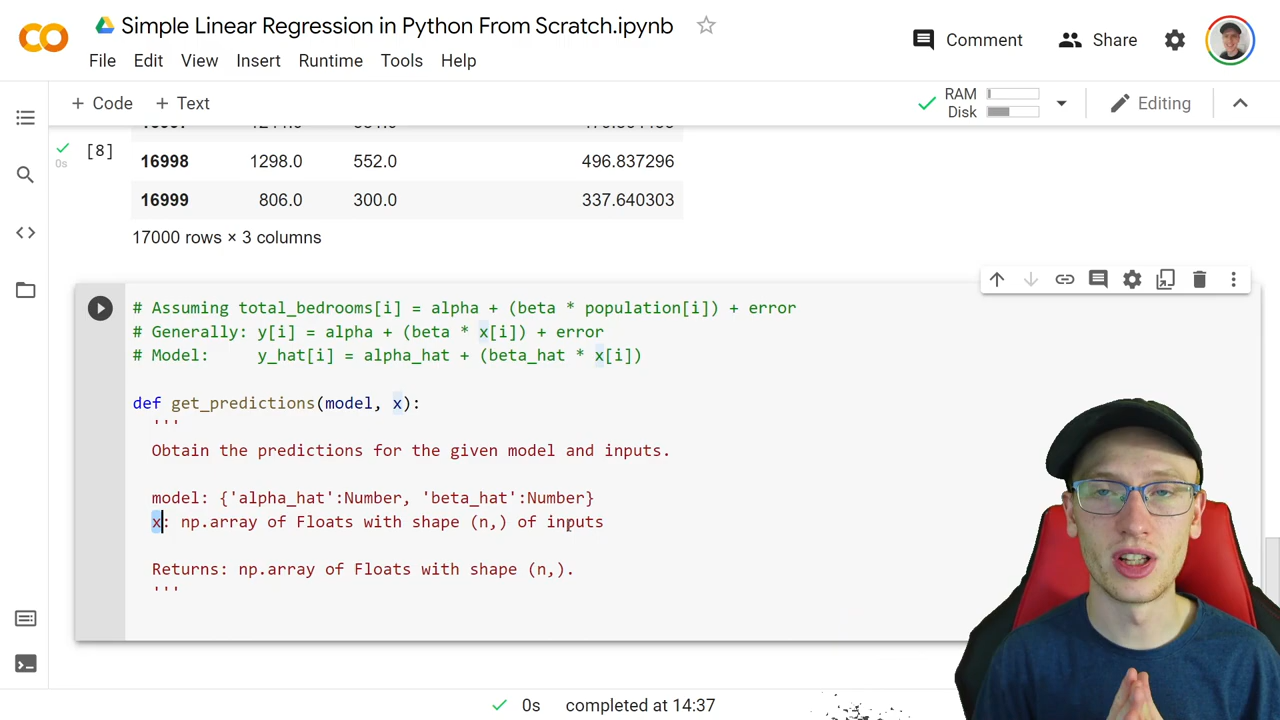 Simple Linear Regression in Python From Scratch.ipynb
Comment
Share
File Edit View Insert Runtime Tools Help
+ Code + Text
RAM
Disk
Editing
[8]
0s
16998 1298.0 552.0 496.837296
16999 806.0 300.0 337.640303
17000 rows × 3 columns
# Assuming total_bedrooms[i] = alpha + (beta * population[i]) + error
# Generally: y[i] = alpha + (beta * x[i]) + error
# Model: y_hat[i] = alpha_hat + (beta_hat * x[i])
def get_predictions(model, x):
'''
Obtain the predictions for the given model and inputs.
model: {'alpha_hat':Number, 'beta_hat':Number}
x: np.array of Floats with shape (n,) of inputs
Returns: np.array of Floats with shape (n,).
'''
0s completed at 14:37